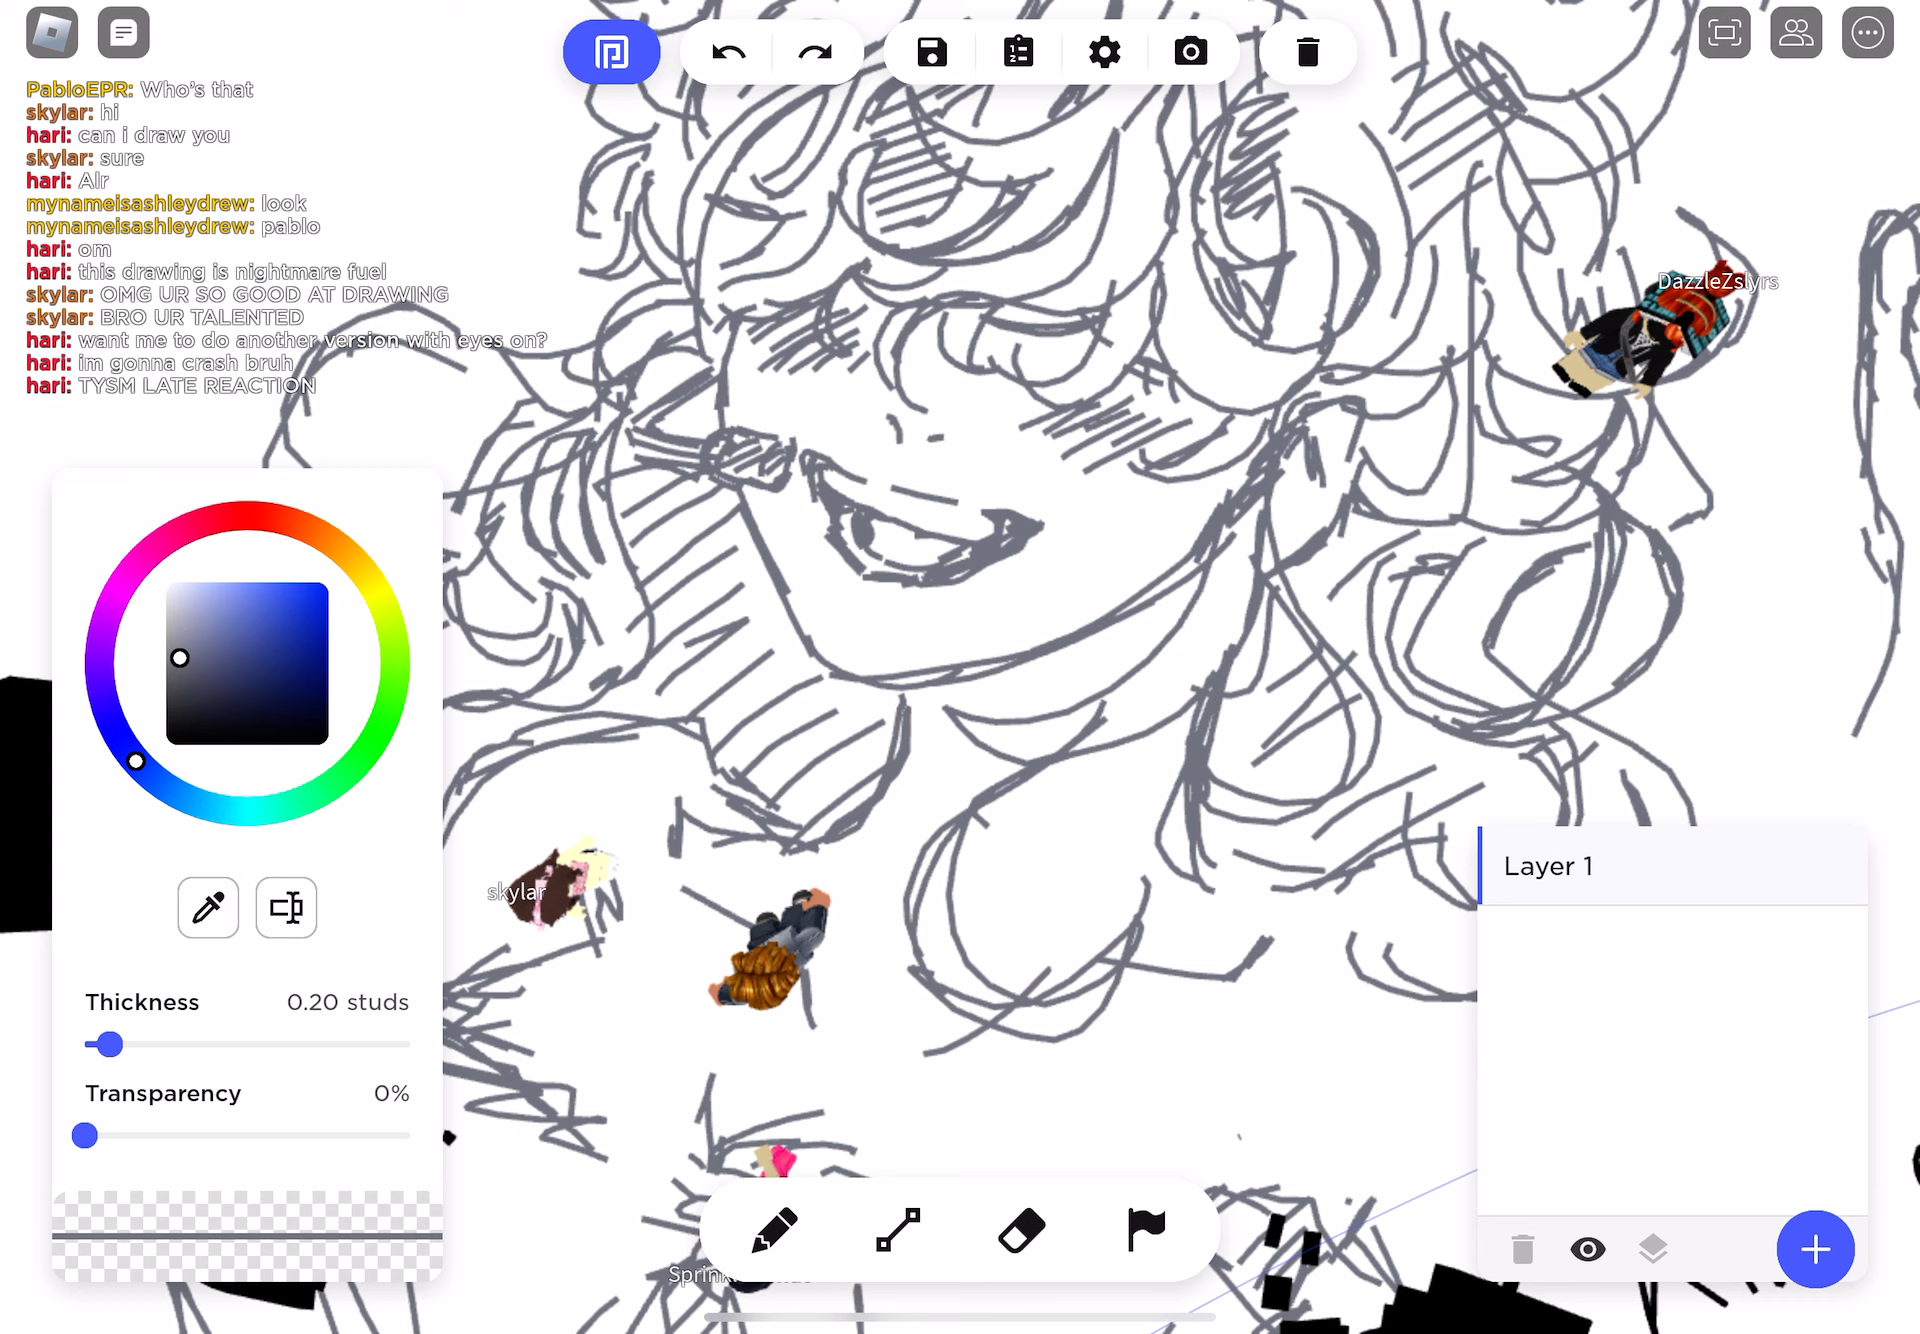 PabloEPR: Who's that
skylar: hi
hari: can i draw you
skylar: sure
hari: Alr
mynameisashleydrew: look
mynameisashleydrew: pablo
hari: om
hari: this drawing is nightmare fuel
skylar: OMG UR SO GOOD AT DRAWING
skylar: BRO UR TALENTED
hari: want me to do another version with eyes on?
hari: im gonna crash bruh
hari: TYSM LATE REACTION
DazzleZslyrs
skylar
Thickness 0.20 studs
Transparency 0%
Layer 1